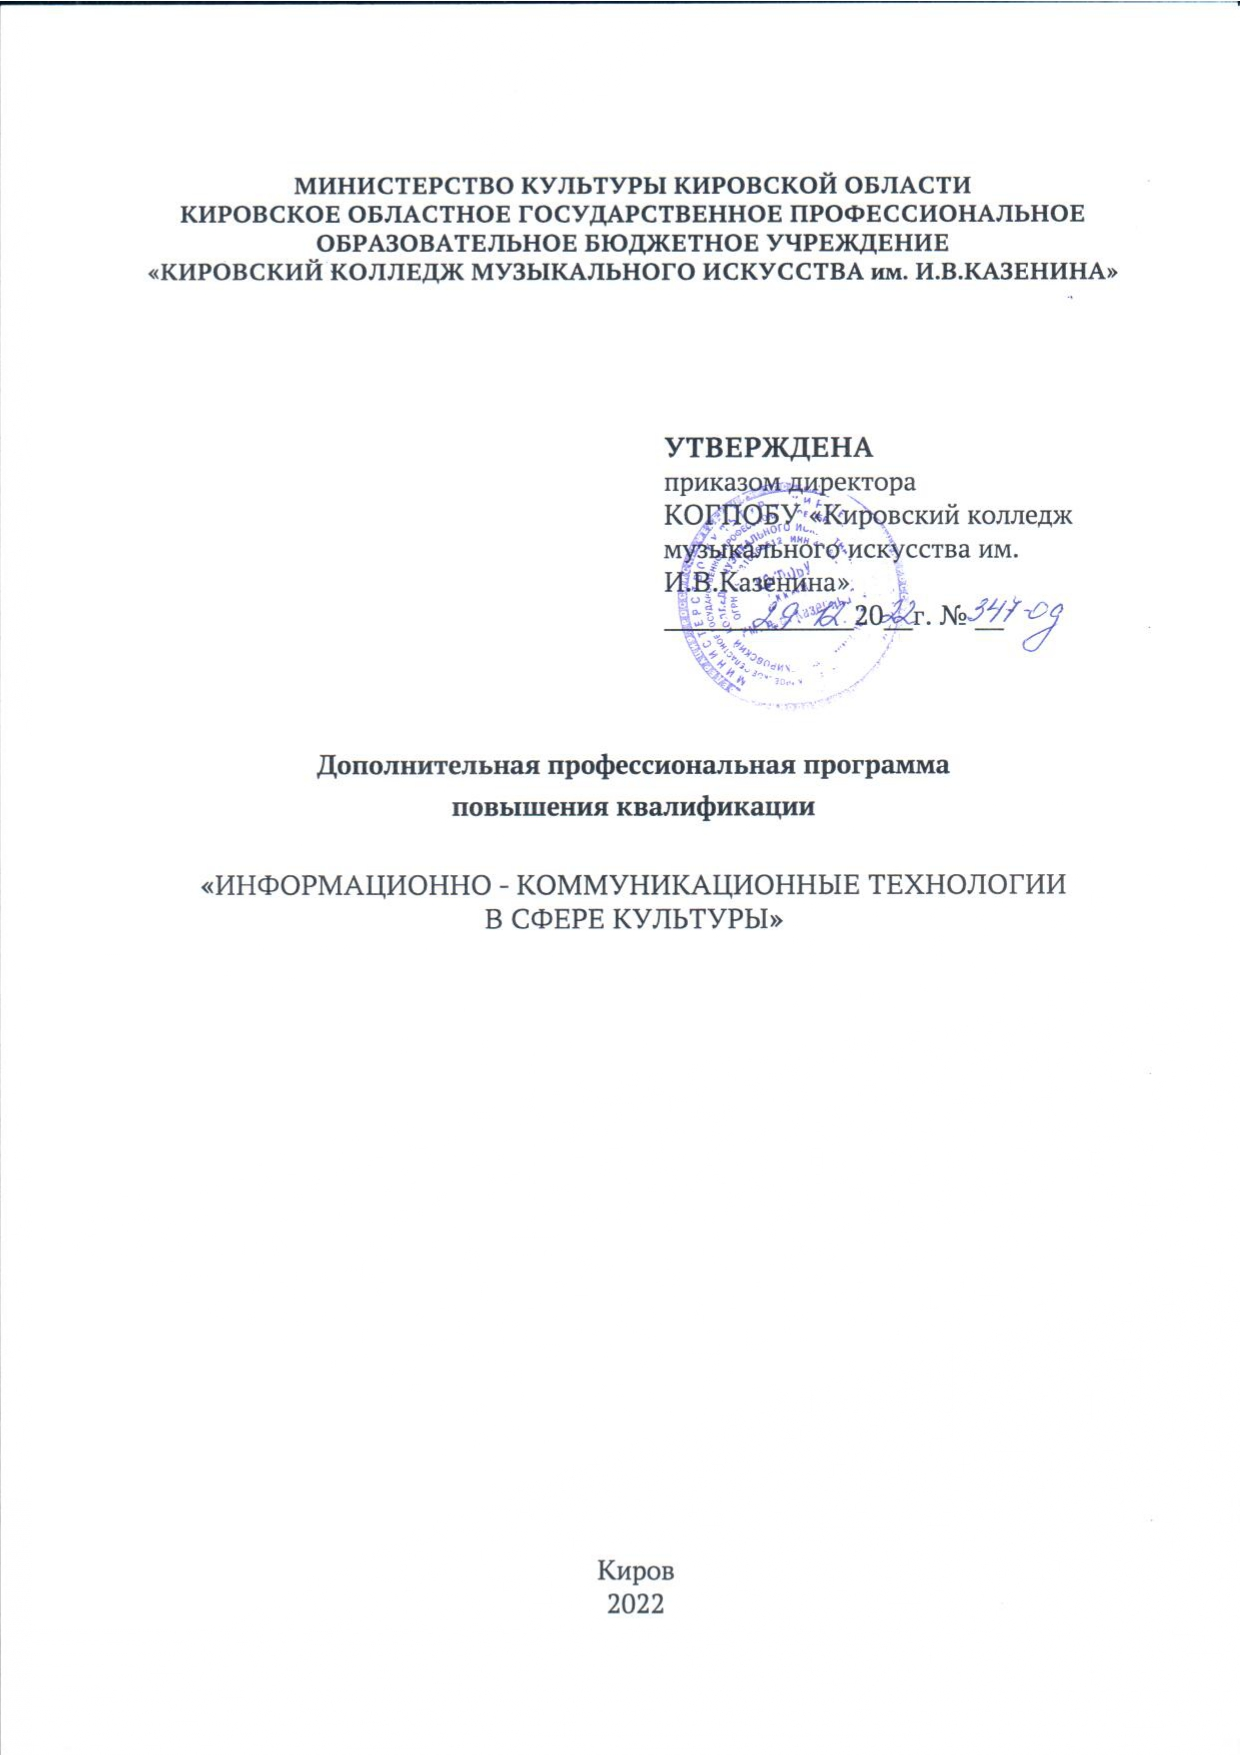 МИНИСТЕРСТВО КУЛЬТУРЫ КИРОВСКОЙ ОБЛАСТИ
КИРОВСКОЕ ОБЛАСТНОЕ ГОСУДАРСТВЕННОЕ ПРОФЕССИОНАЛЬНОЕ
ОБРАЗОВАТЕЛЬНОЕ БЮДЖЕТНОЕ УЧРЕЖДЕНИЕ
«КИРОВСКИЙ КОЛЛЕДЖ МУЗЫКАЛЬНОГО ИСКУССТВА им. И.В.КАЗЕНИНА»
УТВЕРЖДЕНА
приказом директора
КОГПОБУ «Кировский колледж
музыкального искусства им.
И.В.Казенина»
29.12.2022г. № 347-од
Дополнительная профессиональная программа
повышения квалификации
«ИНФОРМАЦИОННО - КОММУНИКАЦИОННЫЕ ТЕХНОЛОГИИ
В СФЕРЕ КУЛЬТУРЫ»
Киров
2022